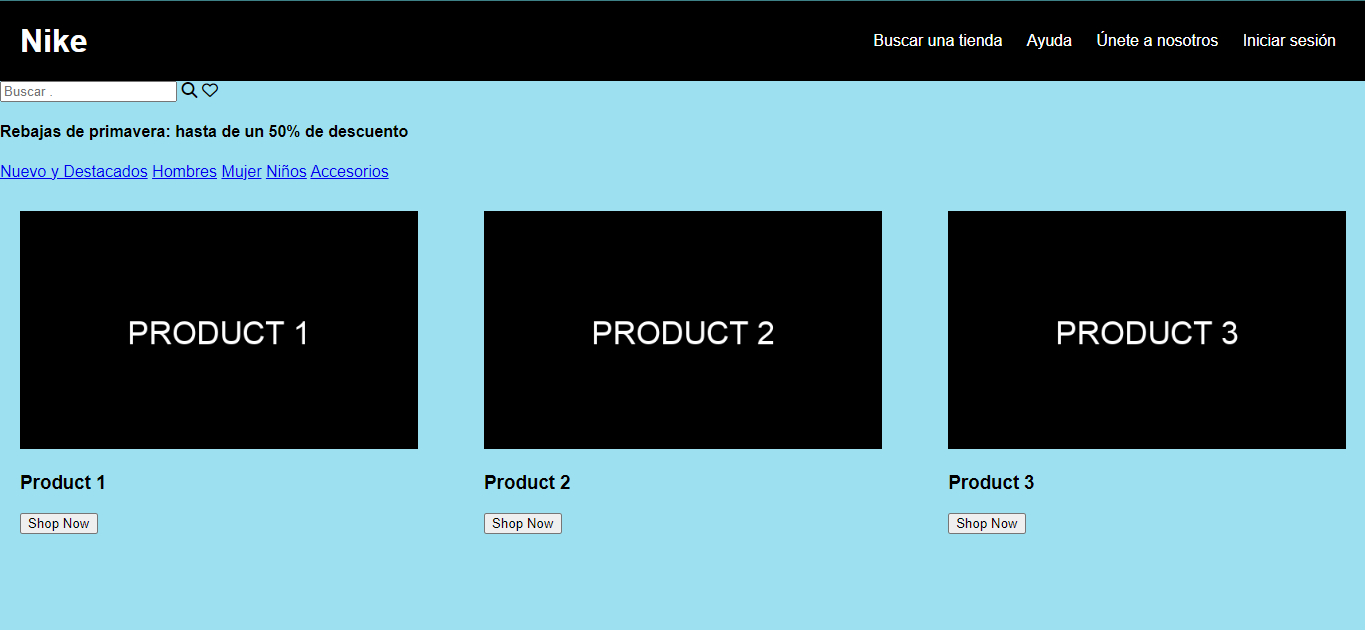 Nike
Buscar una tienda Ayuda Únete a nosotros Iniciar sesión
Buscar .
Rebajas de primavera: hasta de un 50% de descuento
Nuevo y Destacados Hombres Mujer Niños Accesorios
PRODUCT 1
PRODUCT 2
PRODUCT 3
Product 1
Product 2
Product 3
Shop Now
Shop Now
Shop Now